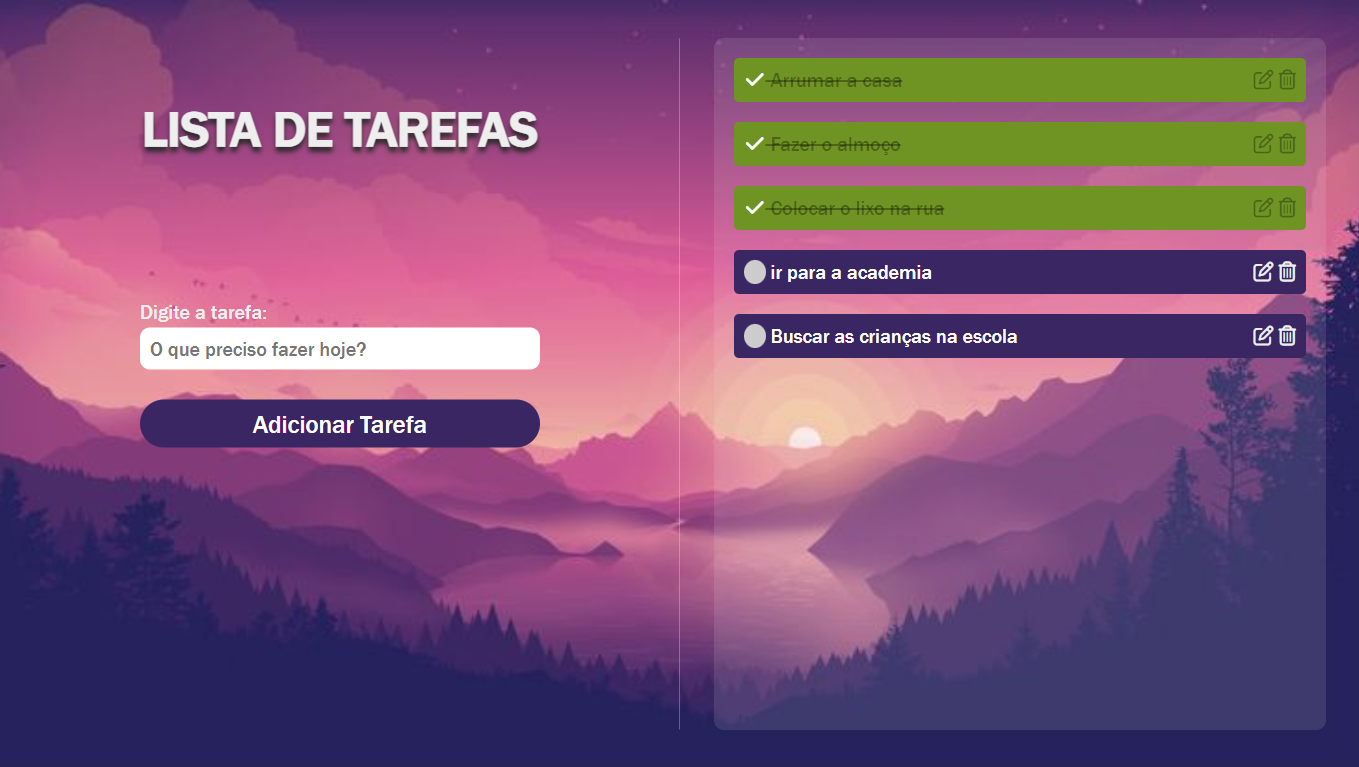 LISTA DE TAREFAS
Digite a tarefa:
O que preciso fazer hoje?
Adicionar Tarefa
Arrumar a casa
Fazer o almoço
Colocar o lixo na rua
ir para a academia
Buscar as crianças na escola